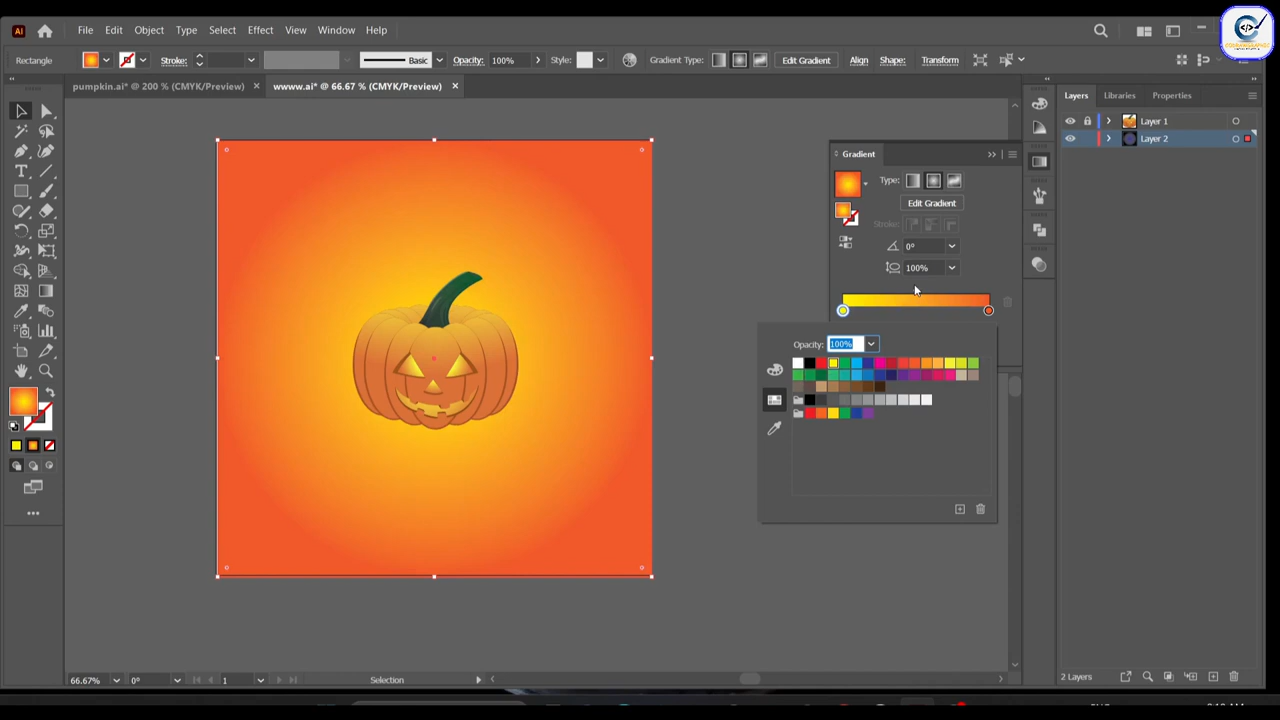 Ai File Edit Object Type Select Effect View Window Help
Rectangle Stroke: Basic Opacity: 100% Style: Gradient Type: Edit Gradient Align Shape: Transform
pumpkin.ai* @ 200 % (CMYK/Preview) × wwww.ai* @ 66.67 % (CMYK/Preview) ×
Layers Libraries Properties
Layer 1
Layer 2
Gradient
Type:
Edit Gradient
Stroke:
0°
100%
Opacity: 100%
66.67% 0° 1 Selection
2 Layers